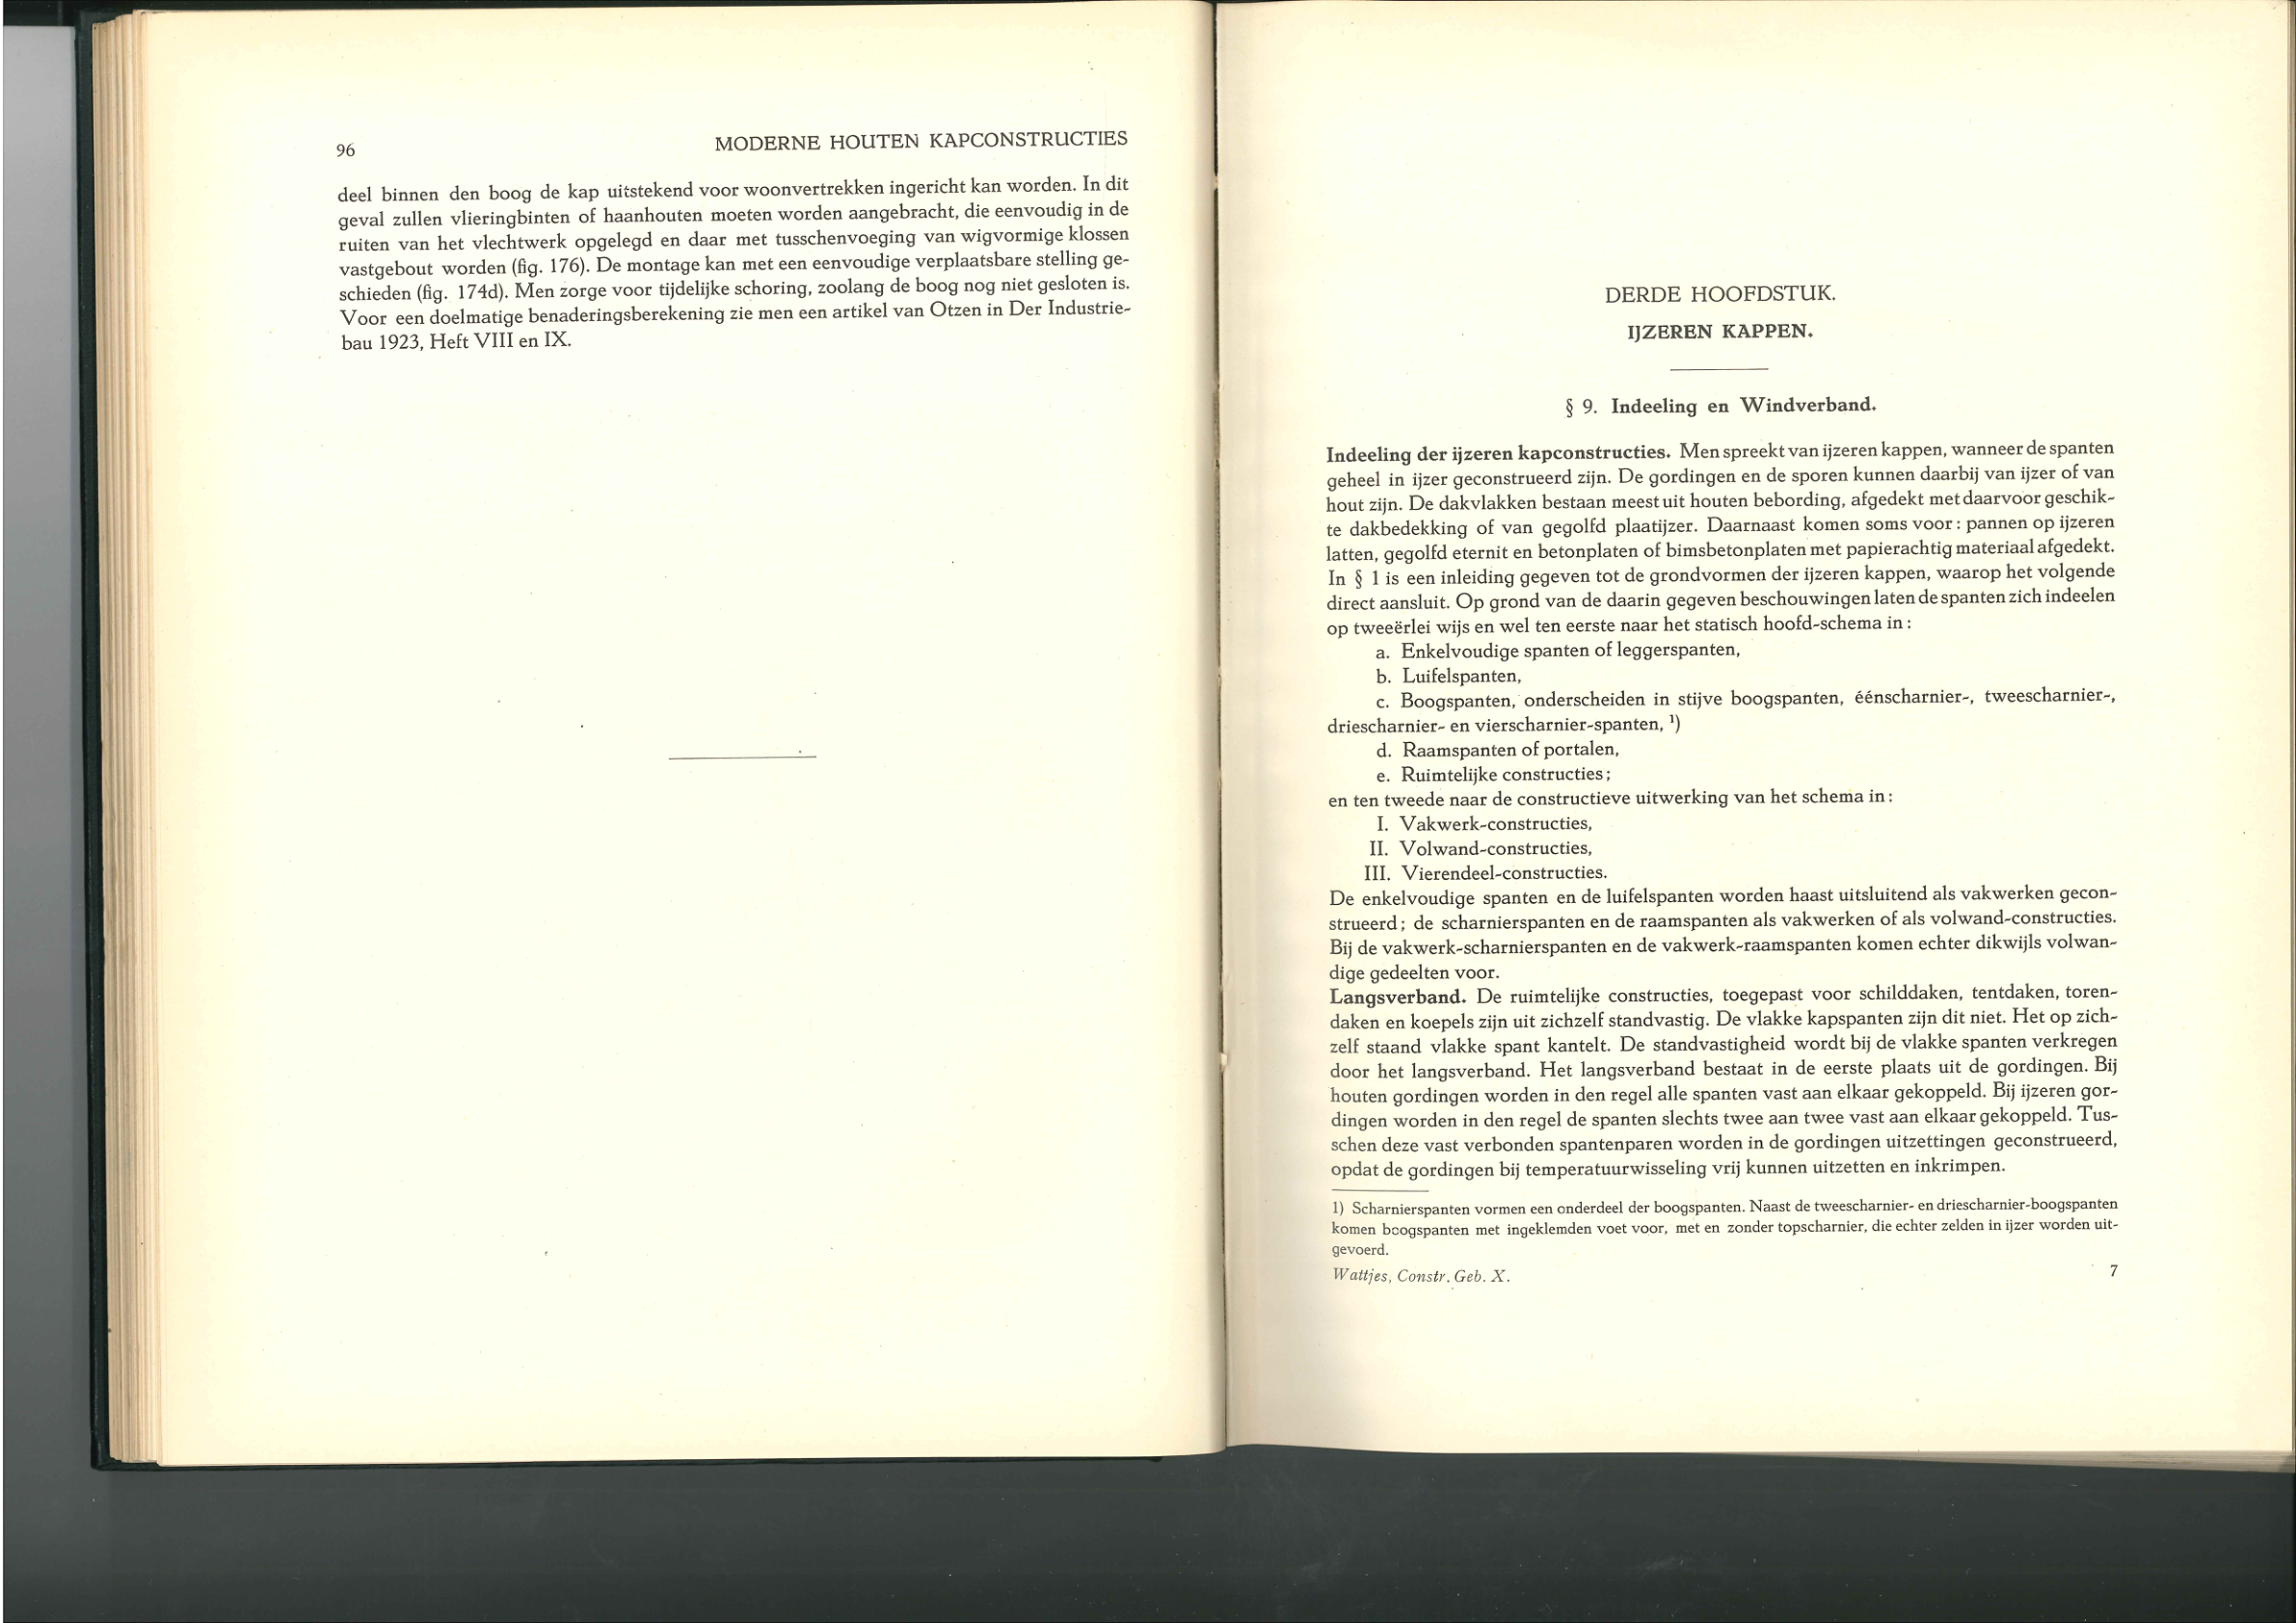 96
MODERNE HOUTEN KAPCONSTRUCTIES
deel binnen den boog de kap uitstekend voor woonvertrekken ingericht kan worden. In dit
geval zullen vlieringbinten of haanhouten moeten worden aangebracht, die eenvoudig in de
ruiten van het vlechtwerk opgelegd en daar met tusschenvoeging van wigvormige klossen
vastgebout worden (fig. 176). De montage kan met een eenvoudige verplaatsbare stelling ge-
schieden (fig. 174d). Men zorge voor tijdelijke schoring, zoolang de boog nog niet gesloten is.
Voor een doelmatige benaderingsberekening zie men een artikel van Otzen in Der Industrie-
bau 1923, Heft VIII en IX.
DERDE HOOFDSTUK.
IJZEREN KAPPEN.
§ 9. Indeeling en Windverband.
Indeeling der ijzeren kapconstructies. Men spreekt van ijzeren kappen, wanneer de spanten
geheel in ijzer geconstrueerd zijn. De gordingen en de sporen kunnen daarbij van ijzer of van
hout zijn. De dakvlakken bestaan meest uit houten bebording, afgedekt met daarvoor geschik-
te dakbedekking of van gegolfd plaatijzer. Daarnaast komen soms voor: pannen op ijzeren
latten, gegolfd eternit en betonplaten of bimsbetonplaten met papierachtig materiaal afgedekt.
In § 1 is een inleiding gegeven tot de grondvormen der ijzeren kappen, waarop het volgende
direct aansluit. Op grond van de daarin gegeven beschouwingen laten de spanten zich indeelen
op tweeërlei wijs en wel ten eerste naar het statisch hoofd-schema in:
a. Enkelvoudige spanten of leggerspanten,
b. Luifelspanten,
c. Boogspanten, onderscheiden in stijve boogspanten, éénscharnier-, tweescharnier-,
driescharnier- en vierscharnier-spanten, ¹)
d. Raamspanten of portalen,
e. Ruimtelijke constructies;
en ten tweede naar de constructieve uitwerking van het schema in:
I. Vakwerk-constructies,
II. Volwand-constructies,
III. Vierendeel-constructies.
De enkelvoudige spanten en de luifelspanten worden haast uitsluitend als vakwerken gecon-
strueerd; de scharnierspanten en de raamspanten als vakwerken of als volwand-constructies.
Bij de vakwerk-scharnierspanten en de vakwerk-raamspanten komen echter dikwijls volwan-
dige gedeelten voor.
Langsverband. De ruimtelijke constructies, toegepast voor schilddaken, tentdaken, toren-
daken en koepels zijn uit zichzelf standvastig. De vlakke kapspanten zijn dit niet. Het op zich-
zelf staand vlakke spant kantelt. De standvastigheid wordt bij de vlakke spanten verkregen
door het langsverband. Het langsverband bestaat in de eerste plaats uit de gordingen. Bij
houten gordingen worden in den regel alle spanten vast aan elkaar gekoppeld. Bij ijzeren gor-
dingen worden in den regel de spanten slechts twee aan twee vast aan elkaar gekoppeld. Tus-
schen deze vast verbonden spantenparen worden in de gordingen uitzettingen geconstrueerd,
opdat de gordingen bij temperatuurwisseling vrij kunnen uitzetten en inkrimpen.
1) Scharnierspanten vormen een onderdeel der boogspanten. Naast de tweescharnier- en driescharnier-boogspanten
komen boogspanten met ingeklemden voet voor, met en zonder topscharnier, die echter zelden in ijzer worden uit-
gevoerd.
Wattjes, Constr. Geb. X.
7